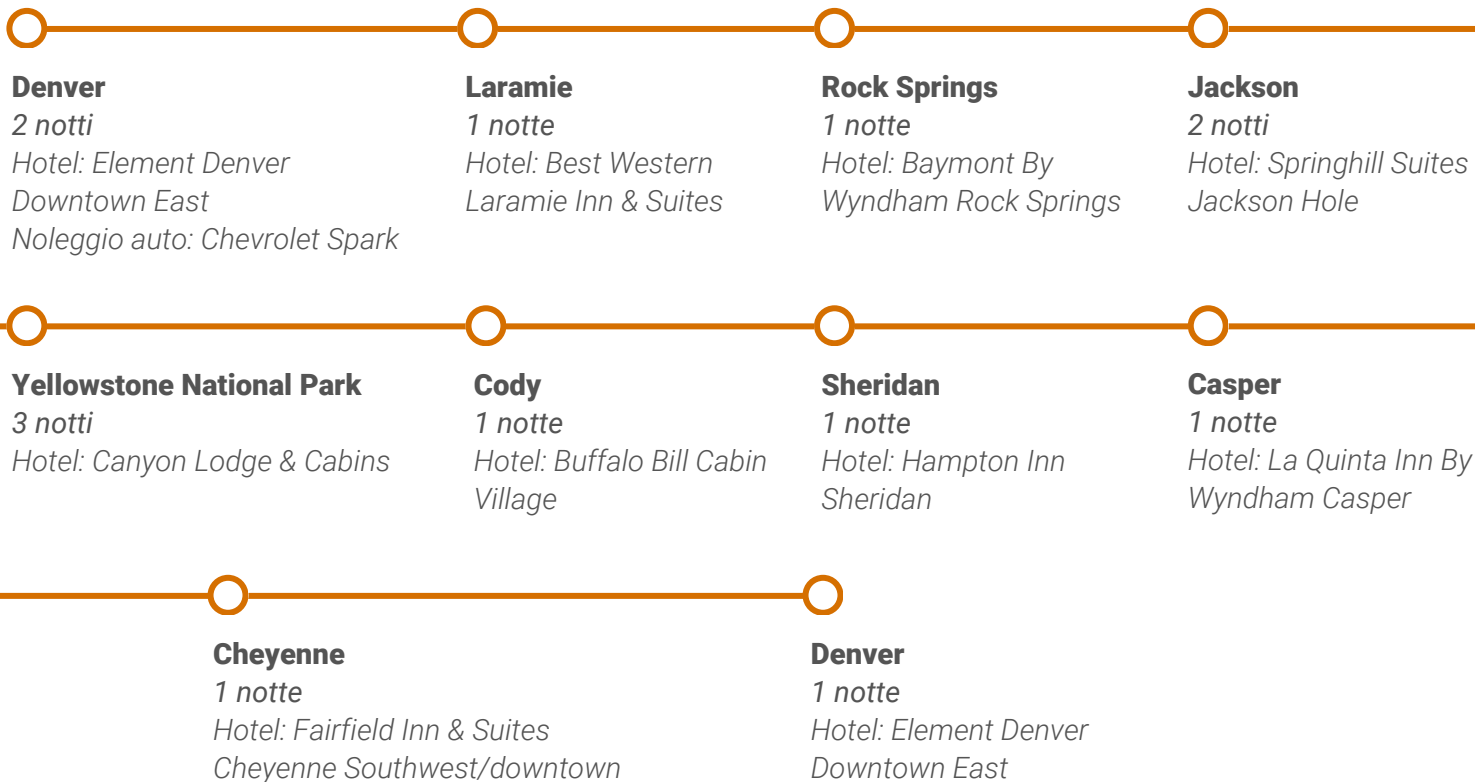 Denver
2 notti
Hotel: Element Denver
Downtown East
Noleggio auto: Chevrolet Spark
Laramie
1 notte
Hotel: Best Western
Laramie Inn & Suites
Rock Springs
1 notte
Hotel: Baymont By
Wyndham Rock Springs
Jackson
2 notti
Hotel: Springhill Suites
Jackson Hole
Yellowstone National Park
3 notti
Hotel: Canyon Lodge & Cabins
Cody
1 notte
Hotel: Buffalo Bill Cabin
Village
Sheridan
1 notte
Hotel: Hampton Inn
Sheridan
Casper
1 notte
Hotel: La Quinta Inn By
Wyndham Casper
Cheyenne
1 notte
Hotel: Fairfield Inn & Suites
Cheyenne Southwest/downtown
Denver
1 notte
Hotel: Element Denver
Downtown East